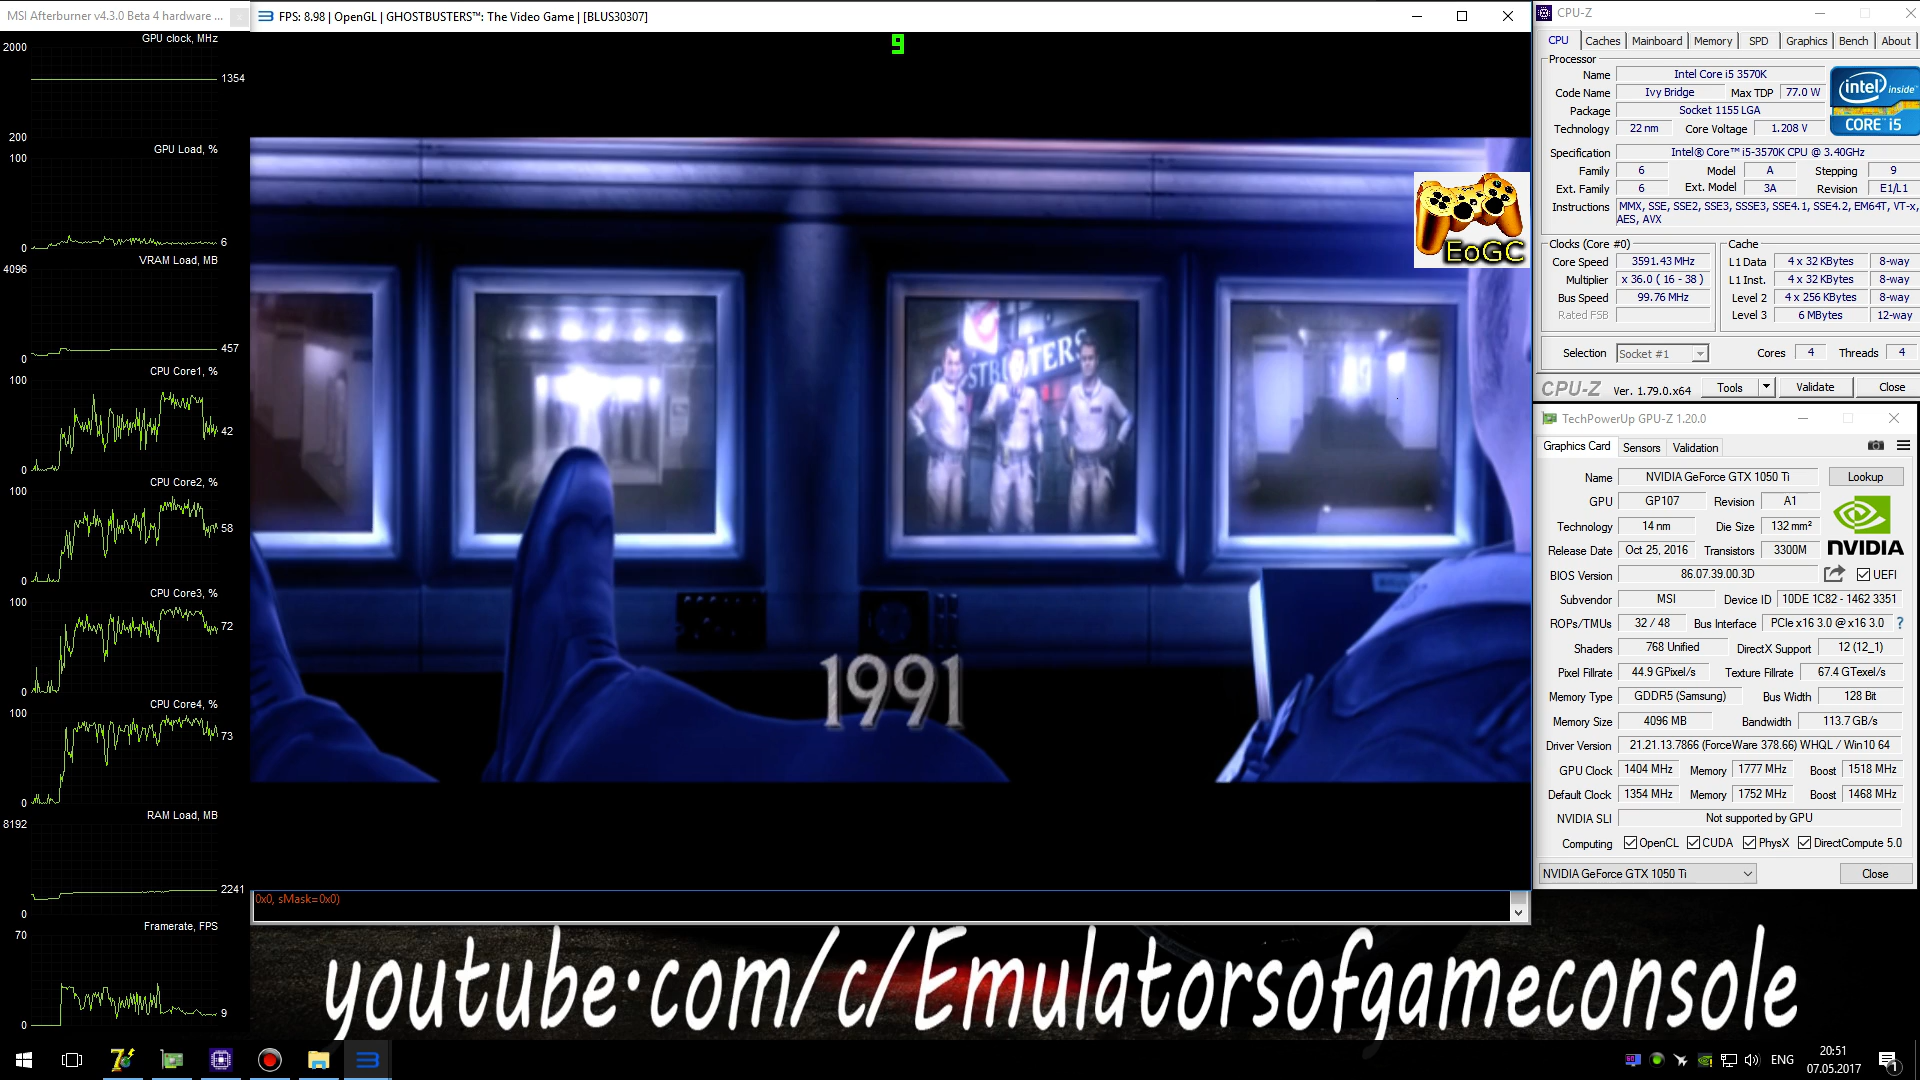 MSI Afterburner v4.3.0 Beta 4 hardware ...
GPU clock, MHz
2000
1354
200
GPU Load, %
100
6
0
VRAM Load, MB
4096
457
0
CPU Core1, %
100
42
0
CPU Core2, %
100
58
0
CPU Core3, %
100
72
0
CPU Core4, %
100
73
0
RAM Load, MB
8192
2241
0
Framerate, FPS
70
9
0
FPS: 8.98 | OpenGL | GHOSTBUSTERS™: The Video Game | [BLUS30307]
9
EoGC
GHOSTBUSTERS
1991
0x0, sMask=0x0)
youtube.com/c/Emulatorsofgameconsole
CPU-Z
CPU Caches Mainboard Memory SPD Graphics Bench About
Processor
Name Intel Core i5 3570K
Code Name Ivy Bridge Max TDP 77.0 W
Package Socket 1155 LGA
Technology 22 nm Core Voltage 1.208 V
intel inside™
CORE i5
Specification Intel® Core™ i5-3570K CPU @ 3.40GHz
Family 6 Model A Stepping 9
Ext. Family 6 Ext. Model 3A Revision E1/L1
Instructions MMX, SSE, SSE2, SSE3, SSSE3, SSE4.1, SSE4.2, EM64T, VT-x,
AES, AVX
Clocks (Core #0)
Core Speed 3591.43 MHz
Multiplier x 36.0 ( 16 - 38 )
Bus Speed 99.76 MHz
Rated FSB
Cache
L1 Data 4 x 32 KBytes 8-way
L1 Inst. 4 x 32 KBytes 8-way
Level 2 4 x 256 KBytes 8-way
Level 3 6 MBytes 12-way
Selection Socket #1 Cores 4 Threads 4
CPU-Z Ver. 1.79.0.x64 Tools Validate Close
TechPowerUp GPU-Z 1.20.0
Graphics Card Sensors Validation
Name NVIDIA GeForce GTX 1050 Ti Lookup
GPU GP107 Revision A1
Technology 14 nm Die Size 132 mm²
Release Date Oct 25, 2016 Transistors 3300M
NVIDIA
BIOS Version 86.07.39.00.3D UEFI
Subvendor MSI Device ID 10DE 1C82 - 1462 3351
ROPs/TMUs 32 / 48 Bus Interface PCIe x16 3.0 @ x16 3.0 ?
Shaders 768 Unified DirectX Support 12 (12_1)
Pixel Fillrate 44.9 GPixel/s Texture Fillrate 67.4 GTexel/s
Memory Type GDDR5 (Samsung) Bus Width 128 Bit
Memory Size 4096 MB Bandwidth 113.7 GB/s
Driver Version 21.21.13.7866 (ForceWare 378.66) WHQL / Win10 64
GPU Clock 1404 MHz Memory 1777 MHz Boost 1518 MHz
Default Clock 1354 MHz Memory 1752 MHz Boost 1468 MHz
NVIDIA SLI Not supported by GPU
Computing OpenCL CUDA PhysX DirectCompute 5.0
NVIDIA GeForce GTX 1050 Ti Close
ENG
20:51
07.05.2017
1